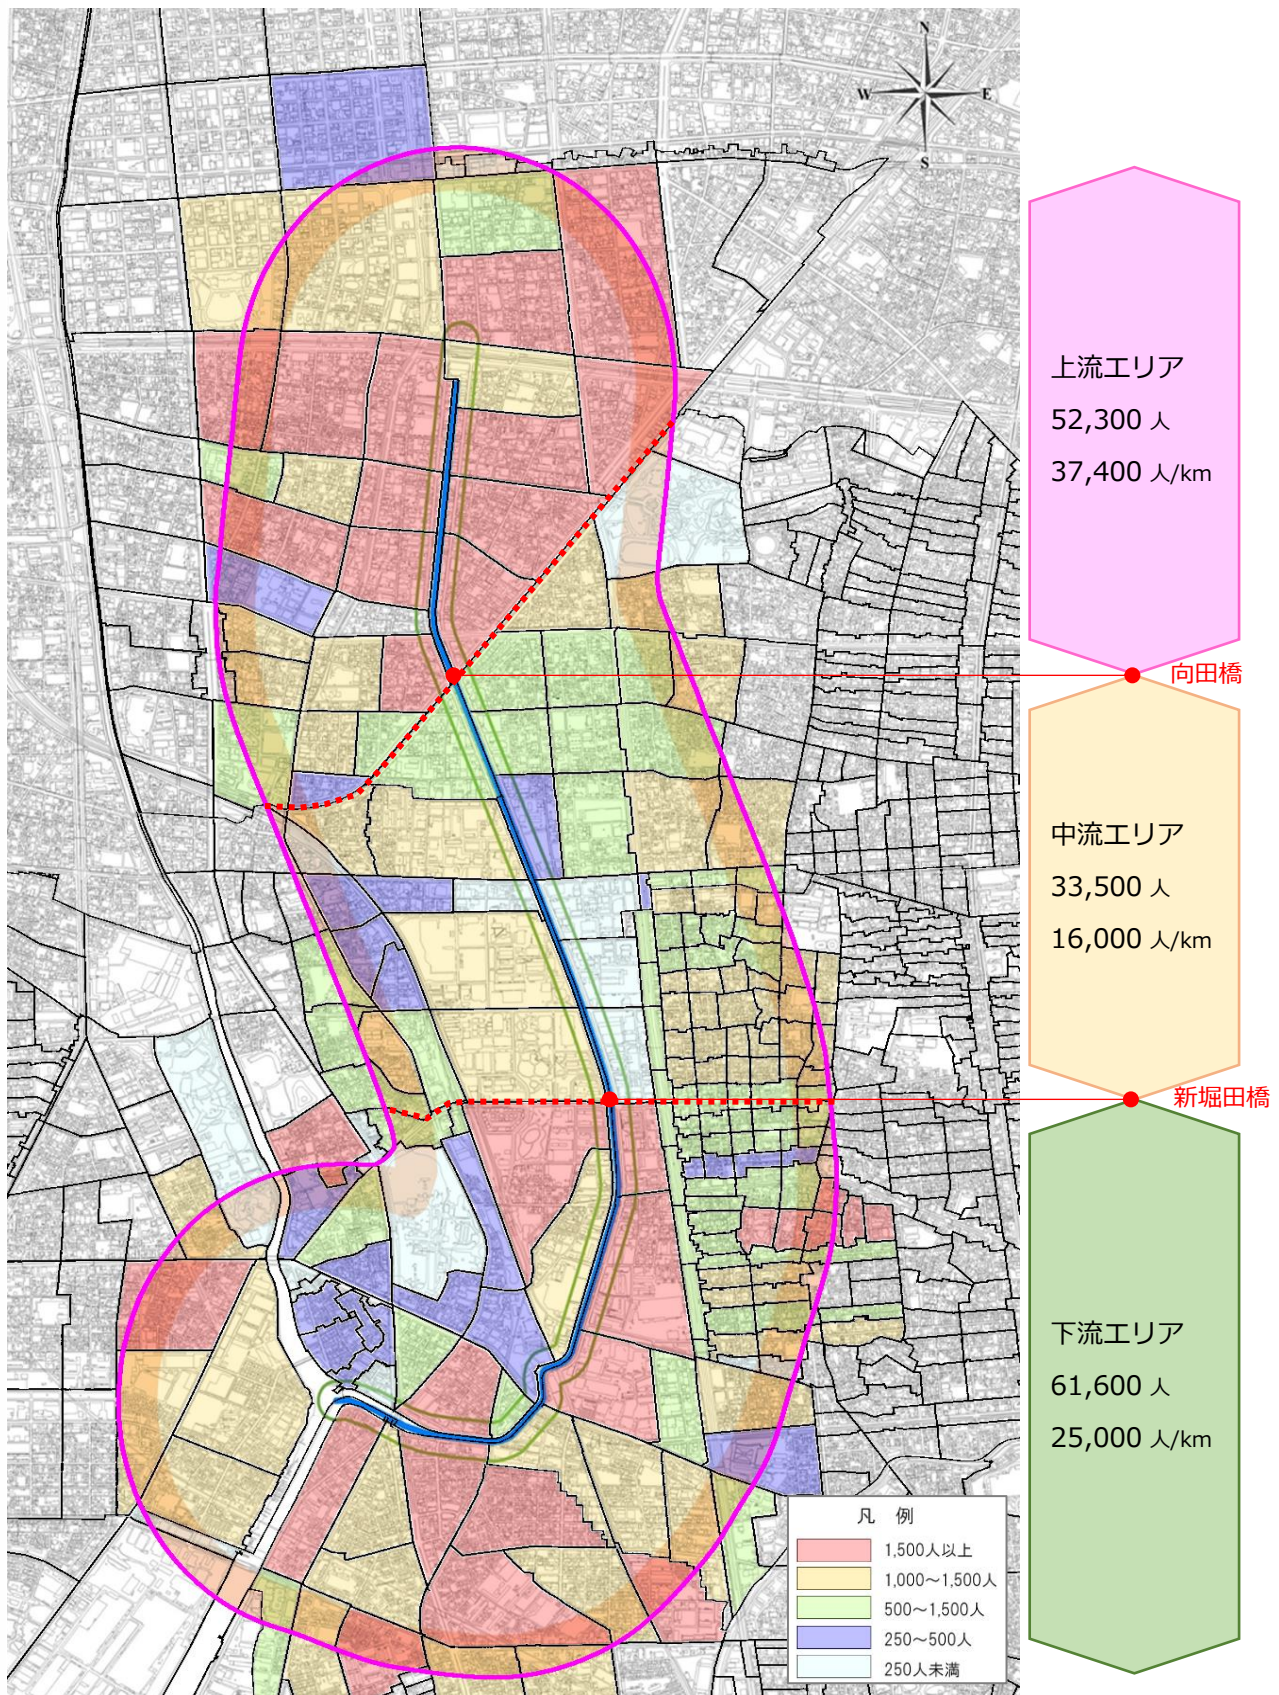 N
W
E
S
上流エリア
52,300 人
37,400 人/km
向田橋
中流エリア
33,500 人
16,000 人/km
新堀田橋
下流エリア
61,600 人
25,000 人/km
凡 例
1,500人以上
1,000～1,500人
500～1,500人
250～500人
250人未満